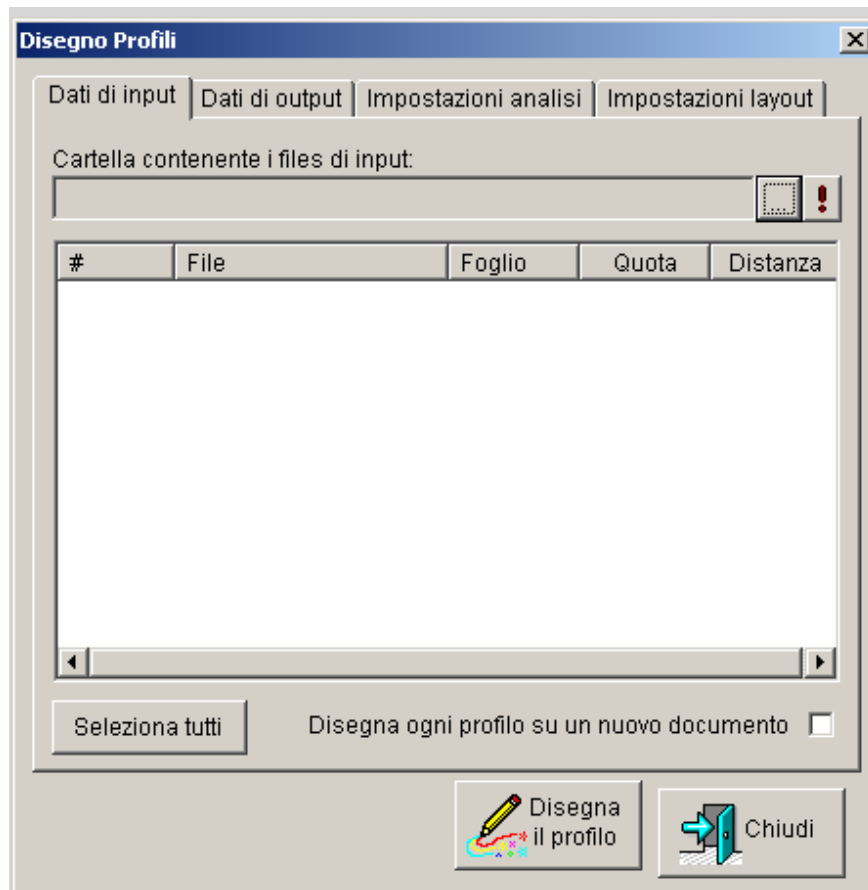 Disegno Profili
Dati di input Dati di output Impostazioni analisi Impostazioni layout
Cartella contenente i files di input:
... !
# File Foglio Quota Distanza
Seleziona tutti Disegna ogni profilo su un nuovo documento
Disegna
il profilo
Chiudi